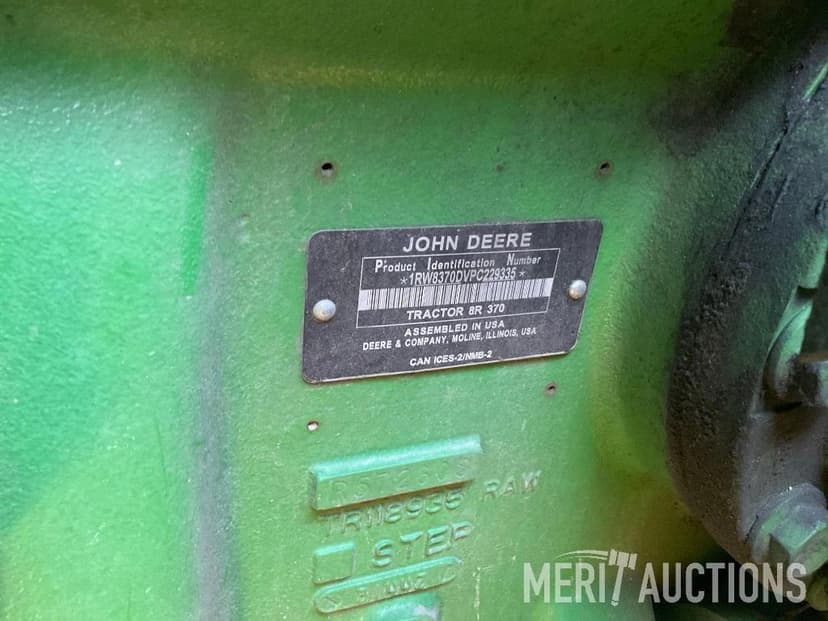 JOHN DEERE
Product Identification Number
*1RW8370DVPC229335*
TRACTOR 8R 370
ASSEMBLED IN USA
DEERE & COMPANY, MOLINE, ILLINOIS, USA
CAN ICES-2/NMB-2
RAW
STEP
MERIT AUCTIONS